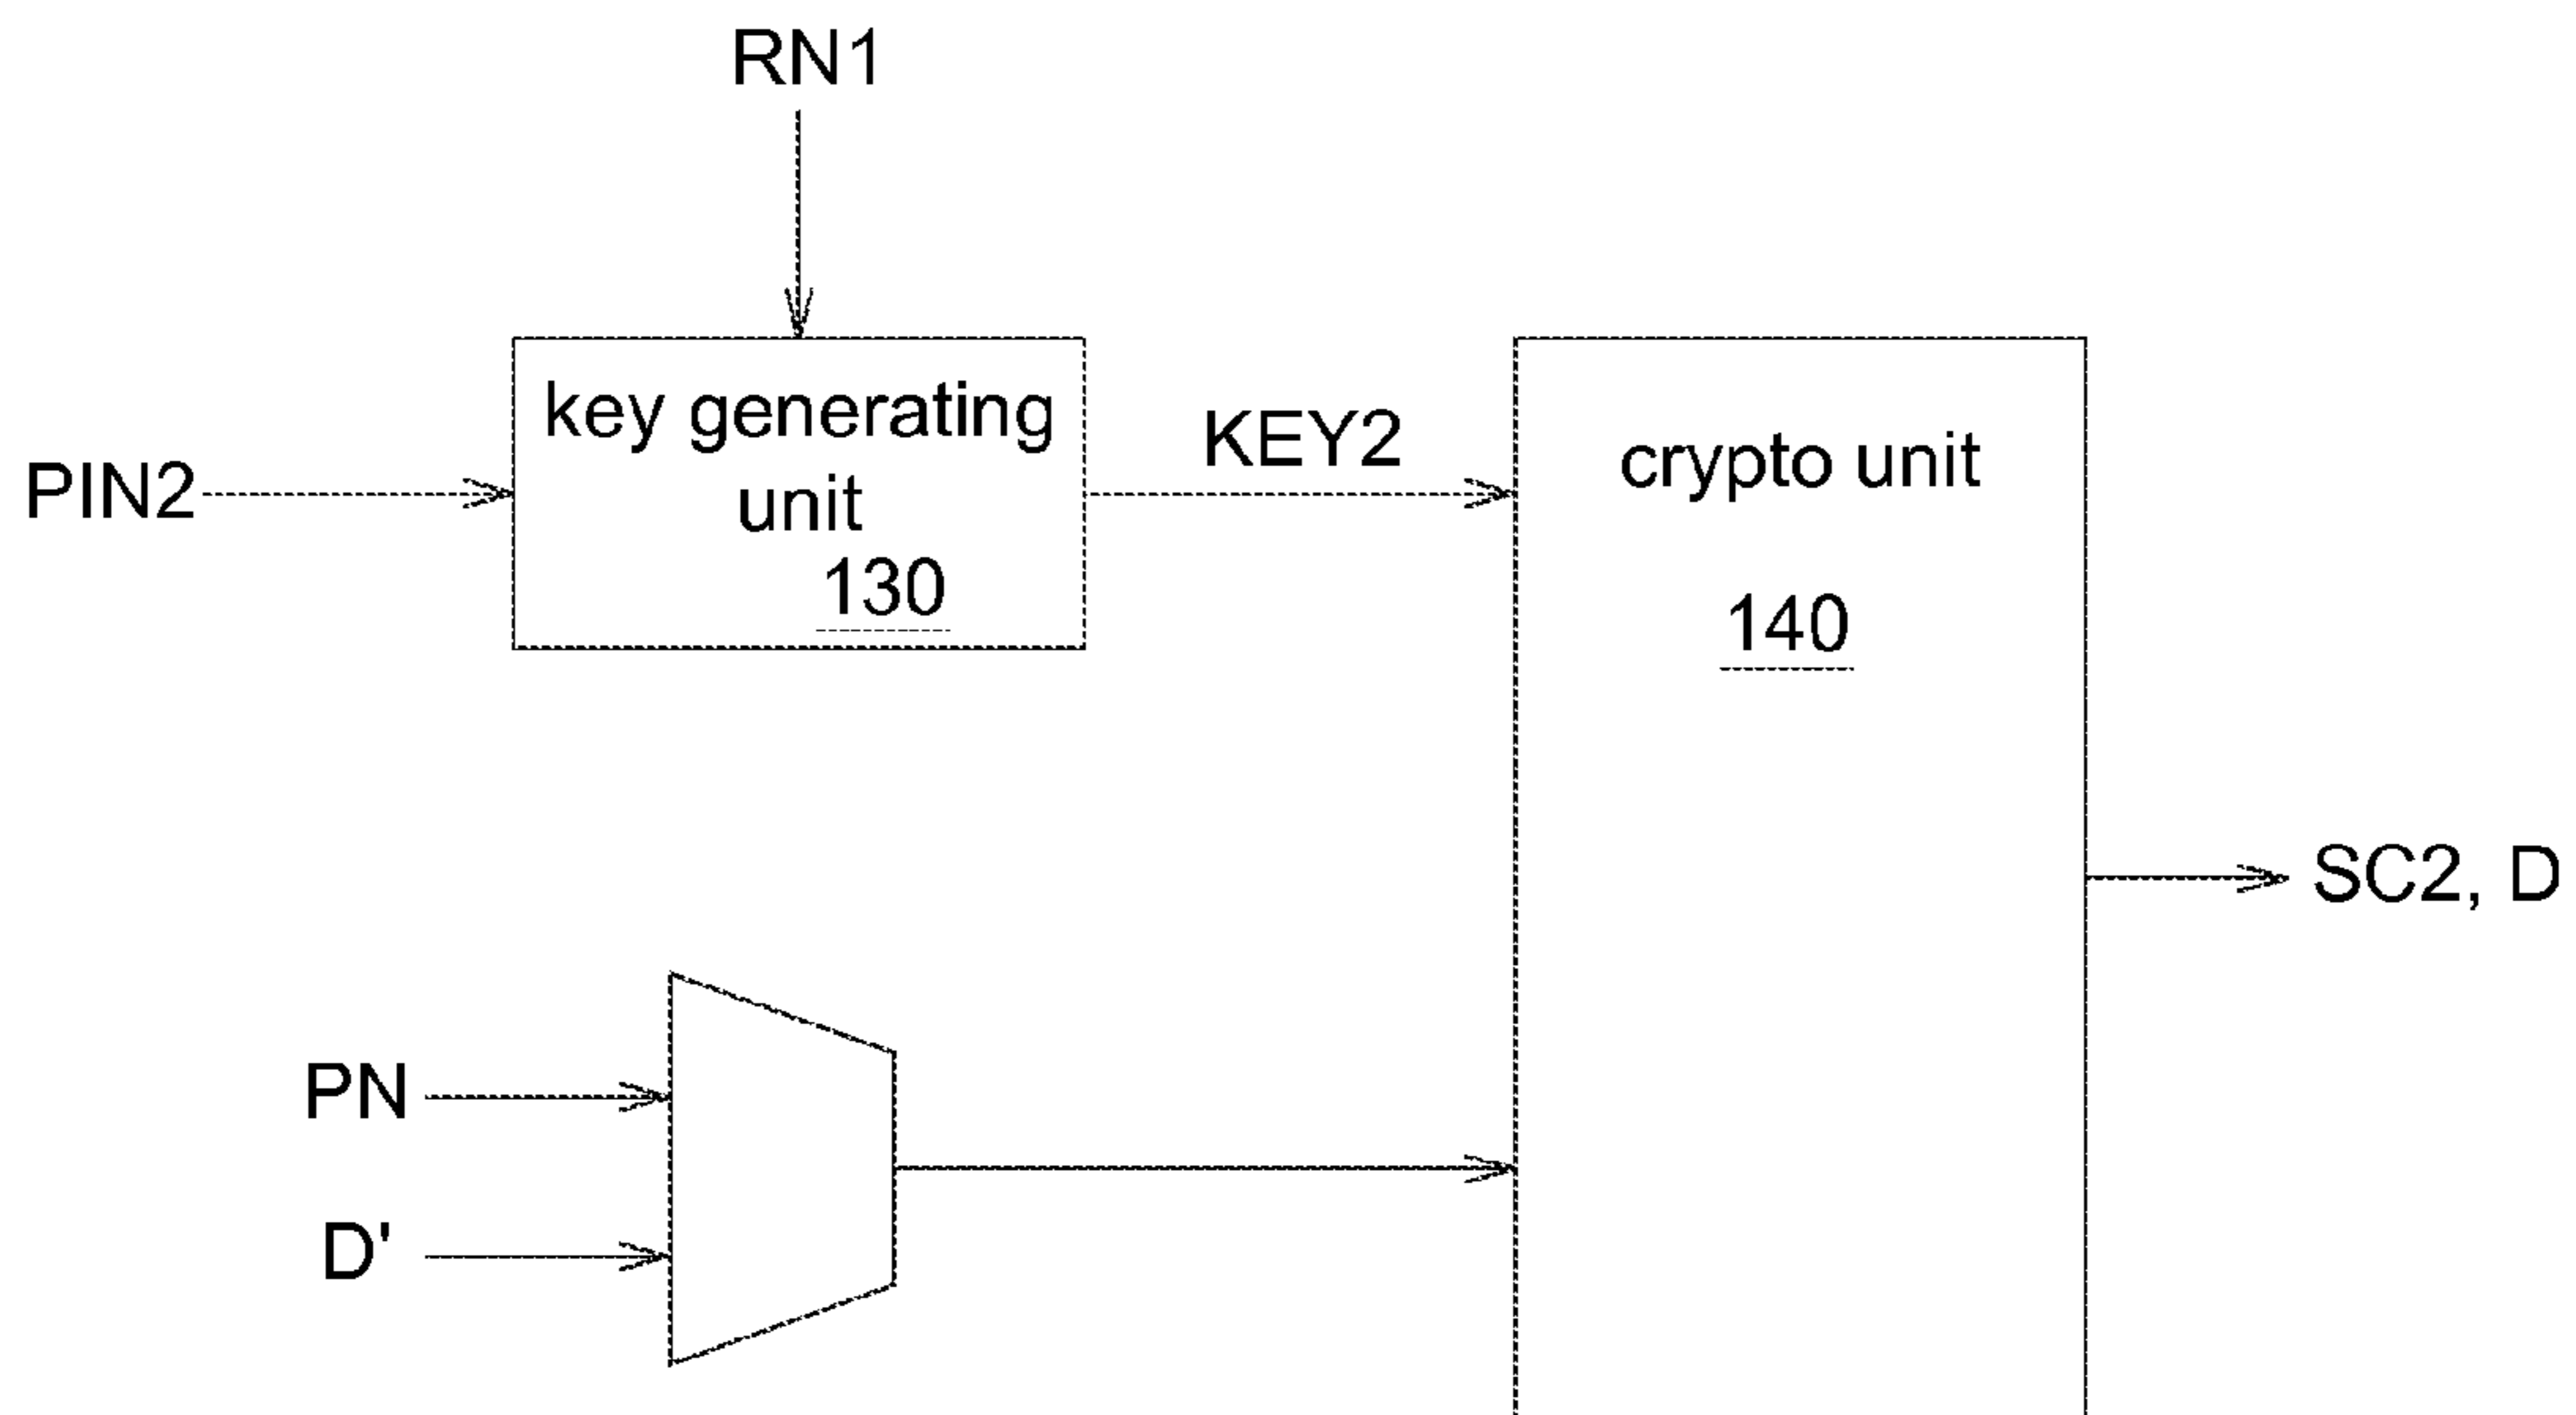 RN1
key generating
unit
130
PIN2
KEY2
crypto unit
140
SC2, D
PN
D'